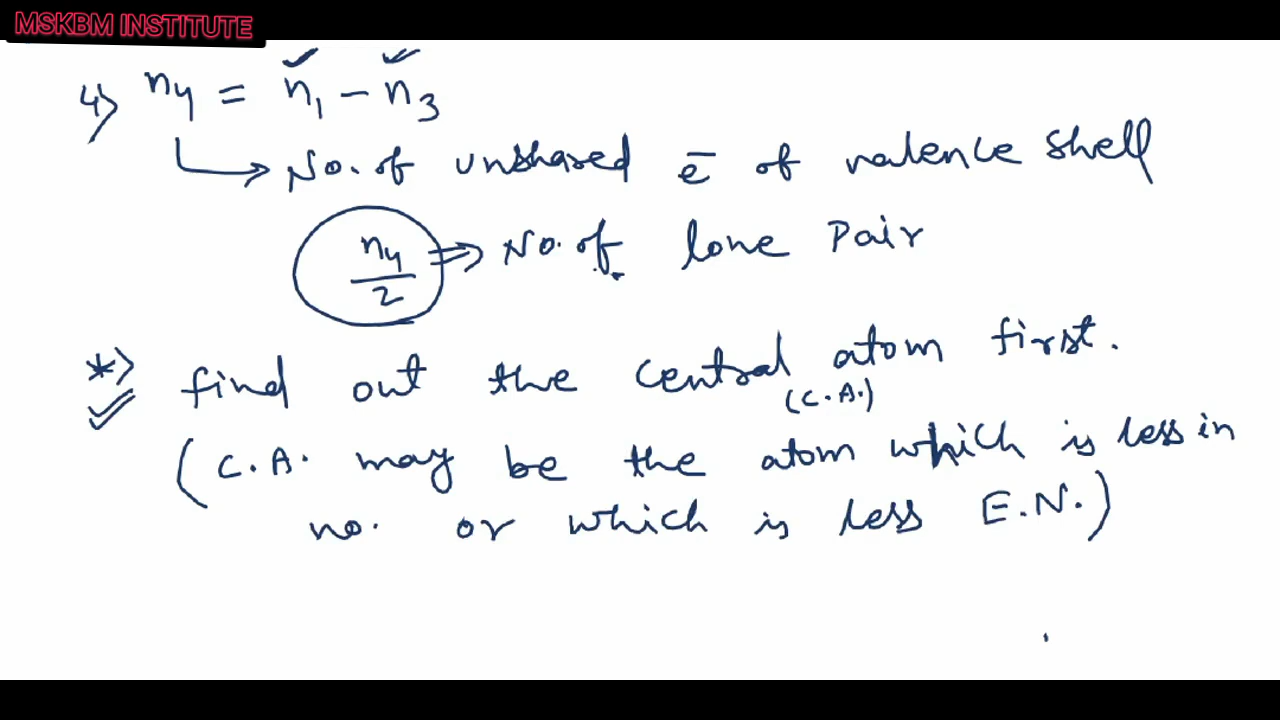 MSKBM INSTITUTE
4) n4 = n1 - n3
→ No. of unshared e̅ of valence shell
n4/2 ⇒ No. of lone Pair
*) find out the central atom first.
(C.A.)
(C.A. may be the atom which is less in
no. or which is less E.N.)